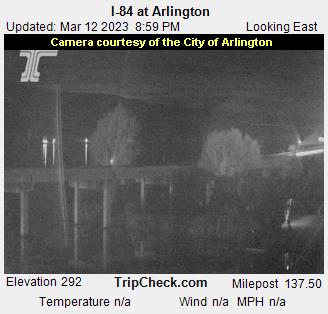 I-84 at Arlington
Updated: Mar 12 2023 8:59 PM Looking East
Camera courtesy of the City of Arlington
Elevation 292 TripCheck.com Milepost 137.50
Temperature n/a Wind n/a MPH n/a